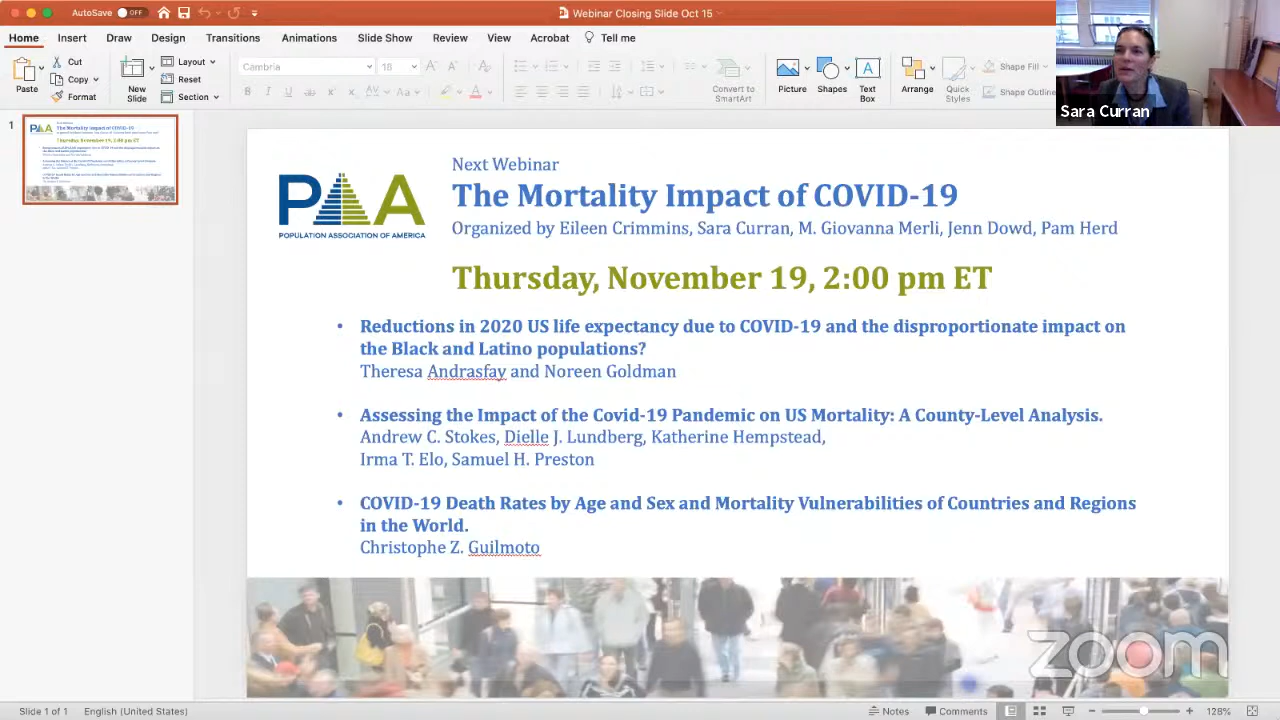 AutoSave OFF
Webinar Closing Slide Oct 15
Home Insert Draw Design Transitions Animations Acrobat Tell me
Paste
Cut
Copy
Format
New Slide
Layout
Reset
Section
Cambria
Convert to SmartArt
Picture
Shapes
Text Box
Arrange
Quick Styles
Shape Fill
Shape Outline
Sara Curran
1
Next Webinar
PAA
POPULATION ASSOCIATION OF AMERICA
The Mortality Impact of COVID-19
Organized by Eileen Crimmins, Sara Curran, M. Giovanna Merli, Jenn Dowd, Pam Herd
Thursday, November 19, 2:00 pm ET
• Reductions in 2020 US life expectancy due to COVID-19 and the disproportionate impact on
the Black and Latino populations?
Theresa Andrasfay and Noreen Goldman
• Assessing the Impact of the Covid-19 Pandemic on US Mortality: A County-Level Analysis.
Andrew C. Stokes, Dielle J. Lundberg, Katherine Hempstead,
Irma T. Elo, Samuel H. Preston
• COVID-19 Death Rates by Age and Sex and Mortality Vulnerabilities of Countries and Regions
in the World.
Christophe Z. Guilmoto
zoom
Slide 1 of 1 English (United States) Notes Comments 128%